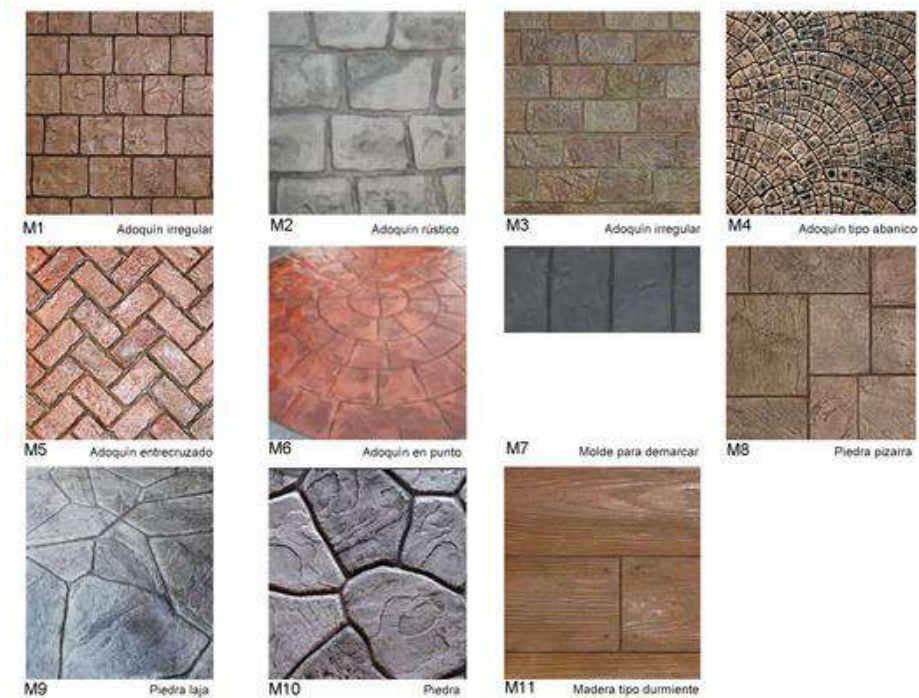 M1 Adoquín irregular
M2 Adoquín rústico
M3 Adoquín irregular
M4 Adoquín tipo abanico
M5 Adoquín entrecruzado
M6 Adoquín en punto
M7 Molde para demarcar
M8 Piedra pizarra
M9 Piedra laja
M10 Piedra
M11 Madera tipo durmiente